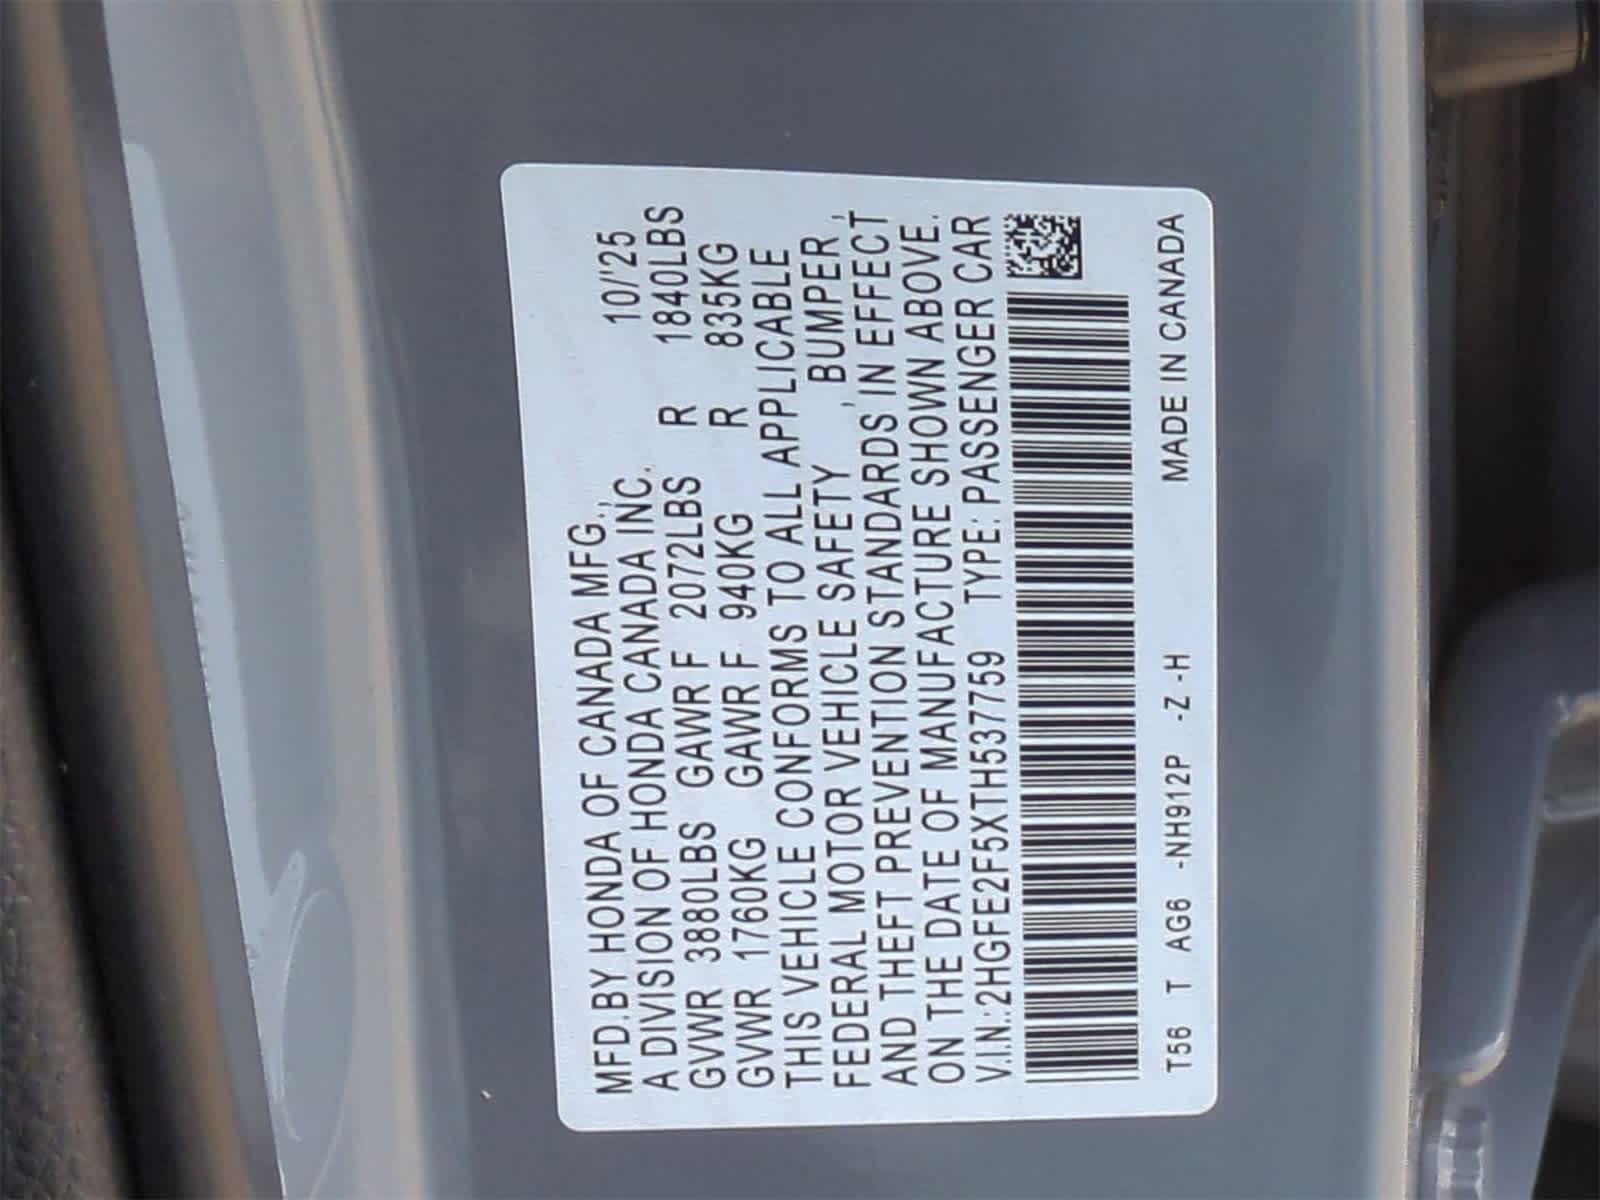 MFD.BY HONDA OF CANADA MFG., 10/'25
A DIVISION OF HONDA CANADA INC.
GVWR 3880LBS GAWR F 2072LBS R 1840LBS
GVWR 1760KG GAWR F 940KG R 835KG
THIS VEHICLE CONFORMS TO ALL APPLICABLE
FEDERAL MOTOR VEHICLE SAFETY , BUMPER,
AND THEFT PREVENTION STANDARDS IN EFFECT
ON THE DATE OF MANUFACTURE SHOWN ABOVE.
V.I.N.:2HGFE2F5XTH537759 TYPE: PASSENGER CAR
T56 T AG6 -NH912P -Z -H MADE IN CANADA